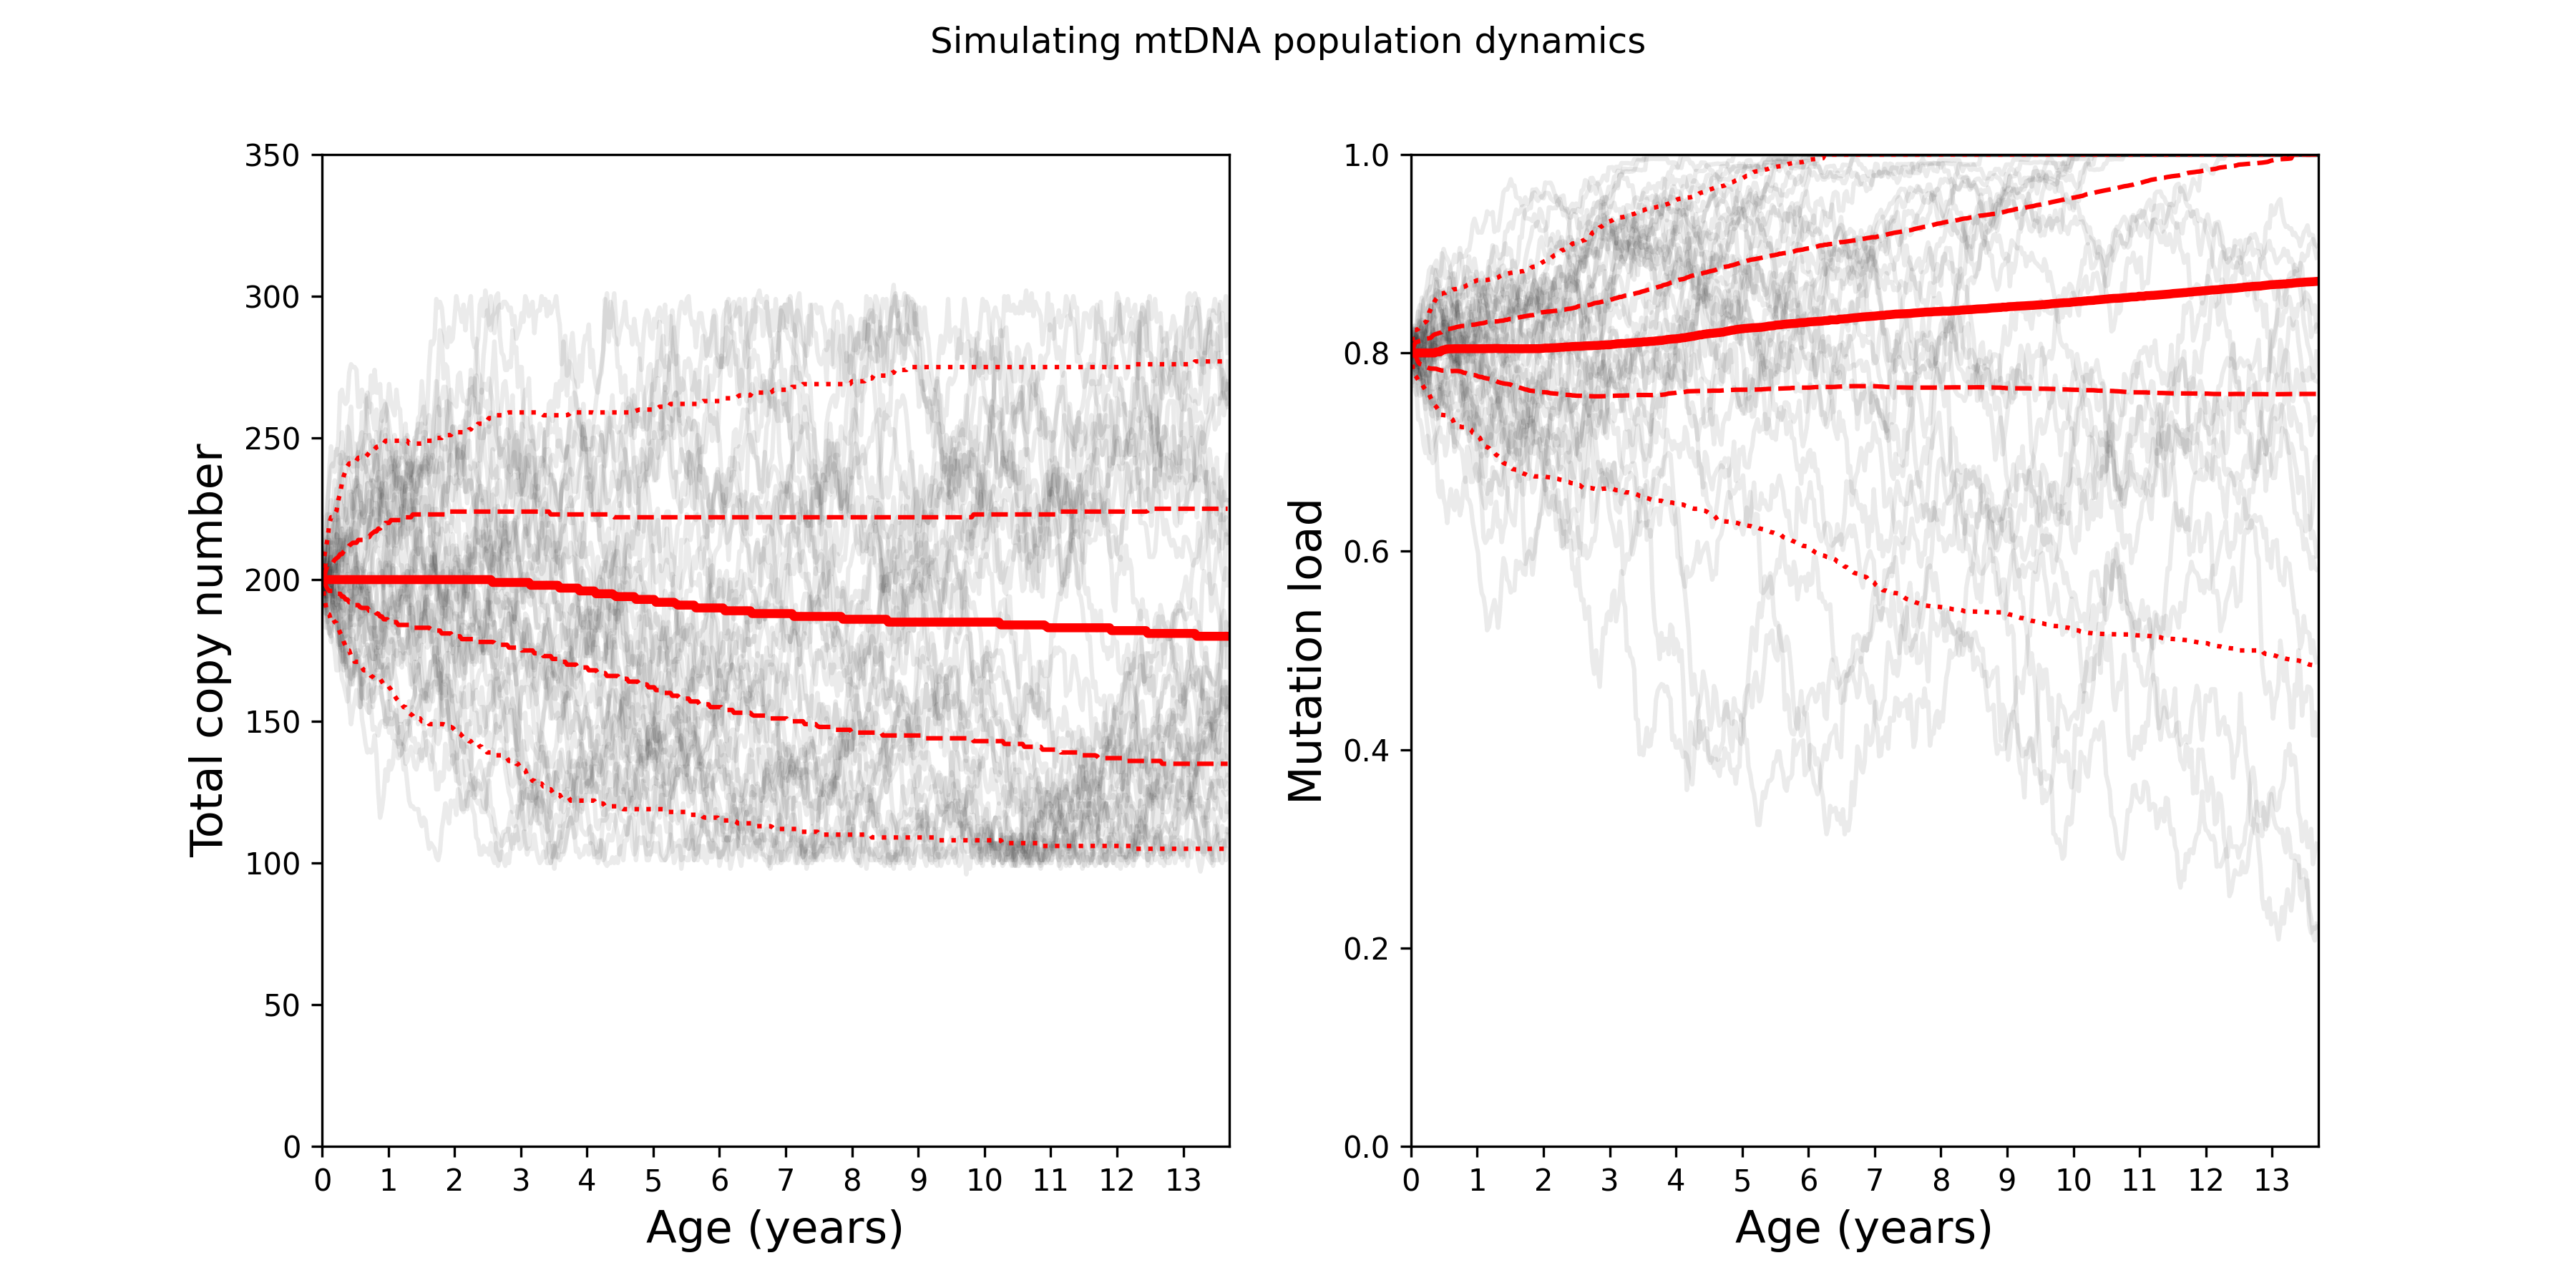 Simulating mtDNA population dynamics
Total copy number
350
300
250
200
150
100
50
0
0 1 2 3 4 5 6 7 8 9 10 11 12 13
Age (years)
Mutation load
1.0
0.8
0.6
0.4
0.2
0.0
0 1 2 3 4 5 6 7 8 9 10 11 12 13
Age (years)